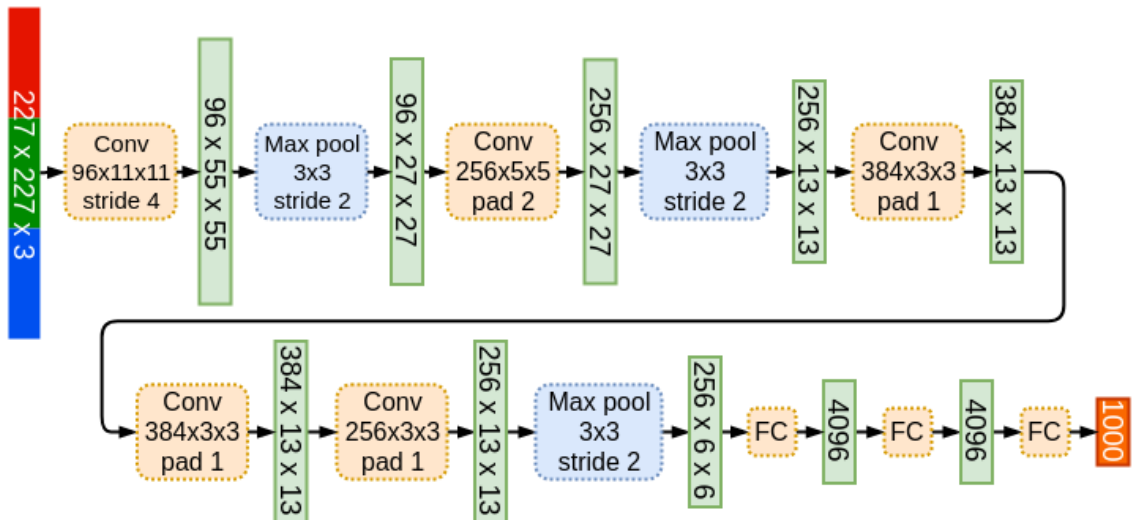 227 x 227 x 3
Conv
96x11x11
stride 4
96 x 55 x 55
Max pool
3x3
stride 2
96 x 27 x 27
Conv
256x5x5
pad 2
256 x 27 x 27
Max pool
3x3
stride 2
256 x 13 x 13
Conv
384x3x3
pad 1
384 x 13 x 13
Conv
384x3x3
pad 1
384 x 13 x 13
Conv
256x3x3
pad 1
256 x 13 x 13
Max pool
3x3
stride 2
256 x 6 x 6
FC
4096
FC
4096
FC
1000